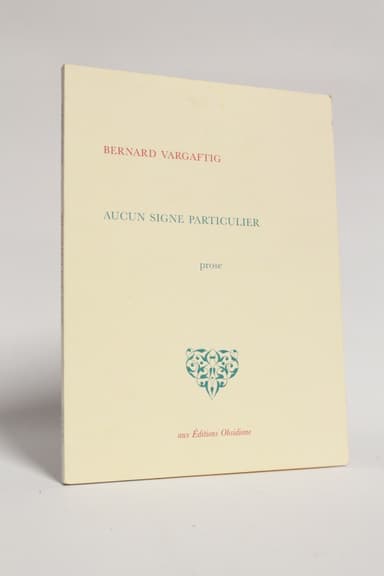 BERNARD VARGAFTIG
AUCUN SIGNE PARTICULIER
prose
aux Éditions Obsidiane